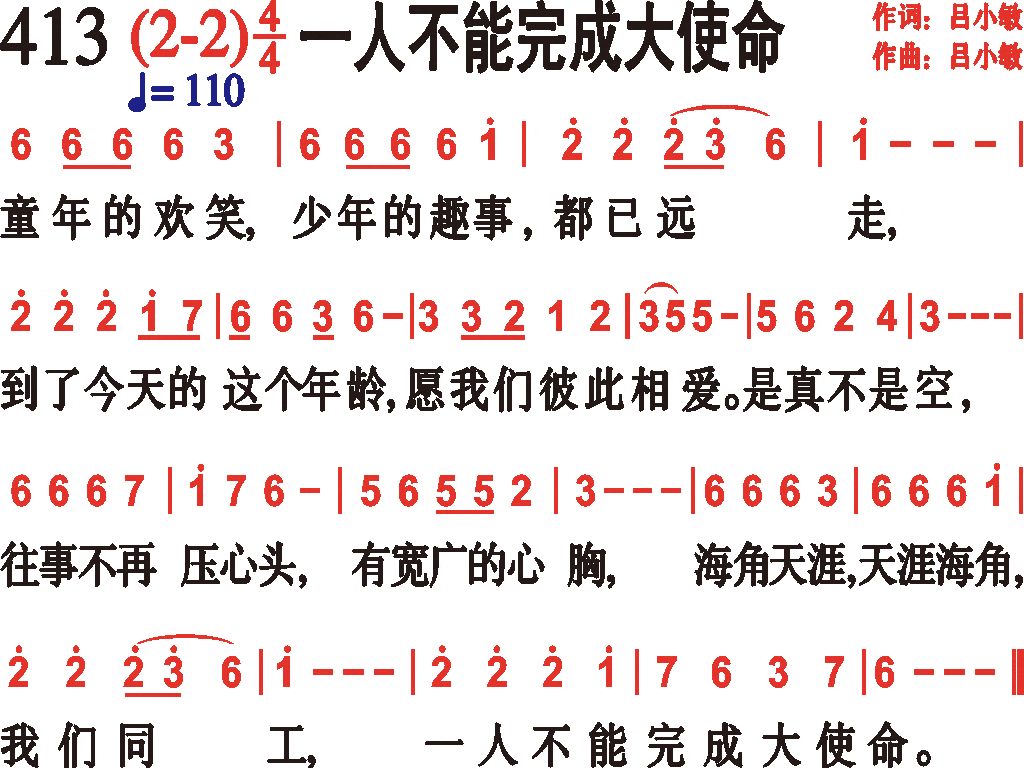 413 (2-2) 4/4 一人不能完成大使命 作词：吕小敏
作曲：吕小敏
♩= 110
6 6 6 6 3 | 6 6 6 6 i | 2̇ 2̇ 2̇ 3̇ 6 | i - - - |
童年的欢笑, 少年的趣事, 都已远 走,
2̇ 2̇ 2̇ i 7 | 6 6 3 6 - | 3 3 2 1 2 | 3 5 5 - | 5 6 2 4 | 3 - - - |
到了今天的 这个年龄, 愿我们彼此相 爱。是真不是空,
6 6 6 7 | i 7 6 - | 5 6 5 5 2 | 3 - - - | 6 6 6 3 | 6 6 6 i |
往事不再 压心头, 有宽广的心 胸, 海角天涯, 天涯海角,
2̇ 2̇ 2̇ 3̇ 6 | i - - - | 2̇ 2̇ 2̇ i | 7 6 3 7 | 6 - - - ‖
我们同 工, 一人不能完成大使命。